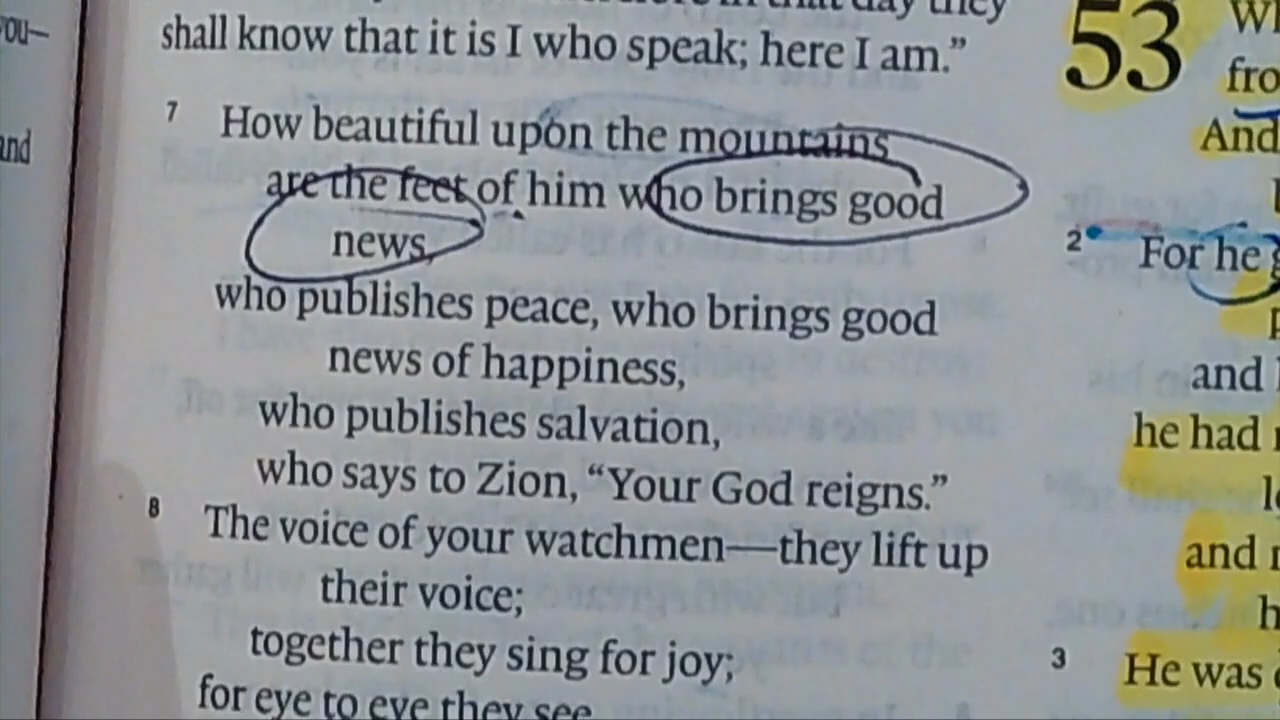 shall know that it is I who speak; here I am.”
7 How beautiful upon the mountains
are the feet of him who brings good
news,
who publishes peace, who brings good
news of happiness,
who publishes salvation,
who says to Zion, “Your God reigns.”
8 The voice of your watchmen—they lift up
their voice;
together they sing for joy;
for eye to eye they see
53
And
2 For he
and
he had
and
3 He was